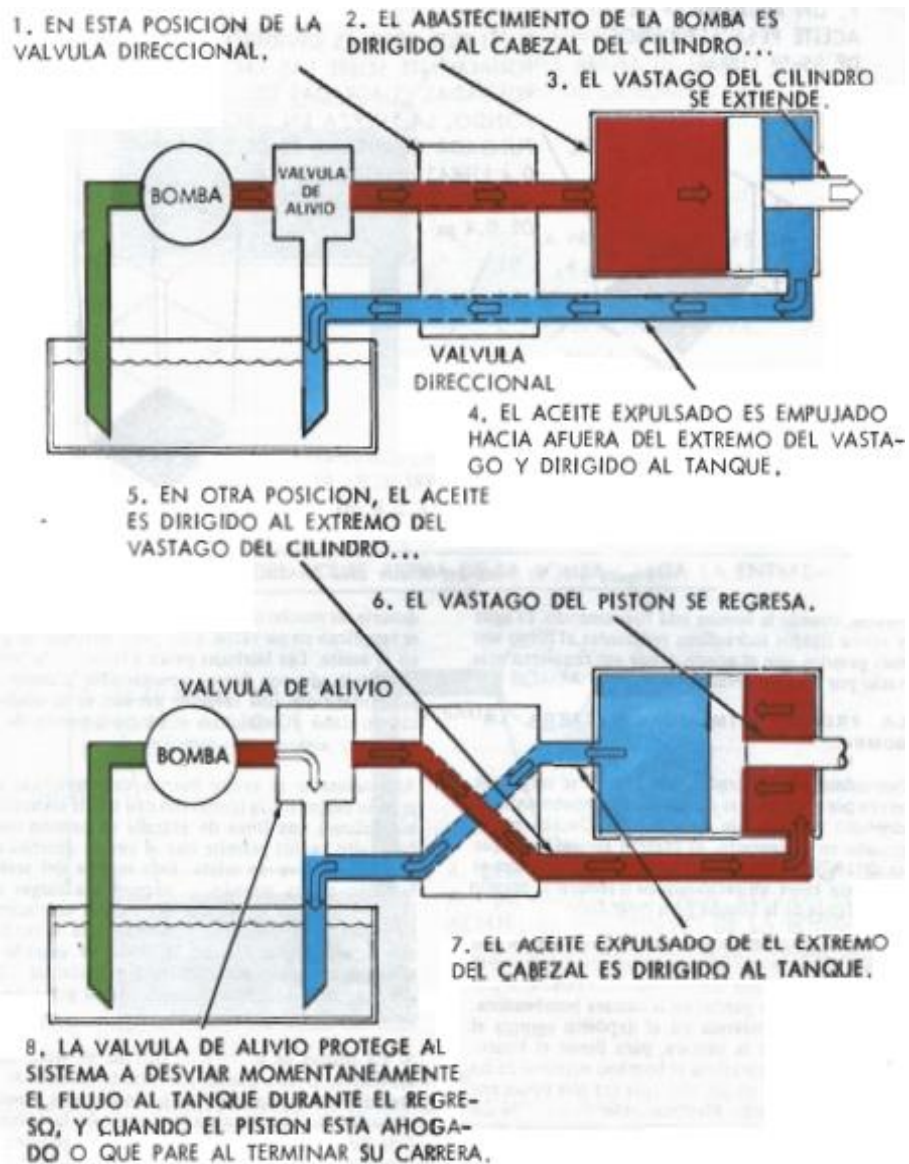 1. EN ESTA POSICION DE LA
VALVULA DIRECCIONAL.,
2. EL ABASTECIMIENTO DE LA BOMBA ES
DIRIGIDO AL CABEZAL DEL CILINDRO...
3. EL VASTAGO DEL CILINDRO
SE EXTIENDE.
BOMBA
VALVULA
DE
ALIVIO
VALVULA
DIRECCIONAL
4. EL ACEITE EXPULSADO ES EMPUJADO
HACIA AFUERA DEL EXTREMO DEL VASTA-
GO Y DIRIGIDO AL TANQUE.
5. EN OTRA POSICION, EL ACEITE
ES DIRIGIDO AL EXTREMO DEL
VASTAGO DEL CILINDRO...
6. EL VASTAGO DEL PISTON SE REGRESA.
VALVULA DE ALIVIO
BOMBA
7. EL ACEITE EXPULSADO DE EL EXTREMO
DEL CABEZAL ES DIRIGIDO AL TANQUE.
8. LA VALVULA DE ALIVIO PROTEGE AL
SISTEMA A DESVIAR MOMENTANEAMENTE
EL FLUJO AL TANQUE DURANTE EL REGRE-
SO, Y CUANDO EL PISTON ESTA AHOGA-
DO O QUE PARE AL TERMINAR SU CARRERA.